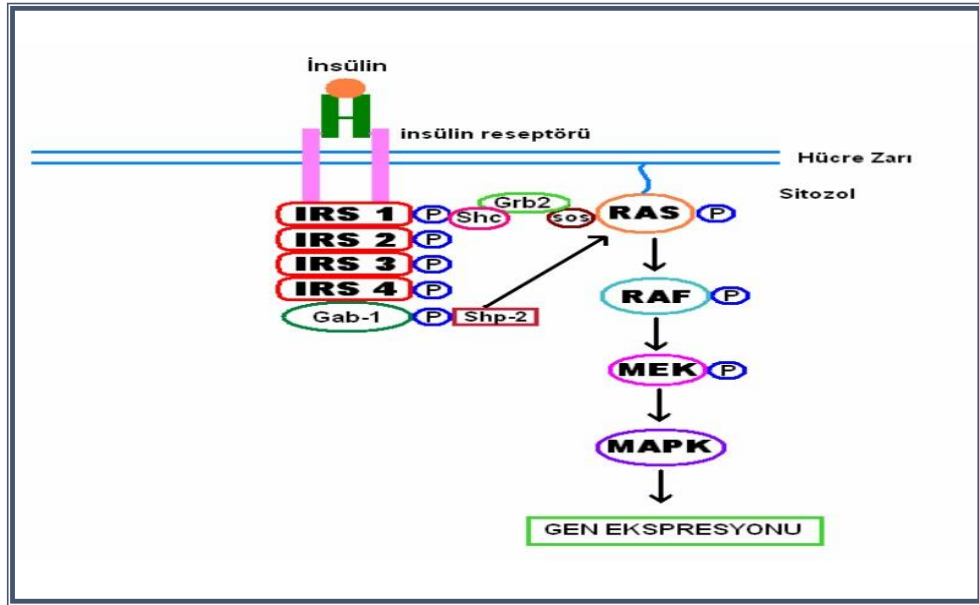 İnsülin
insülin reseptörü
Hücre Zarı
Sitozol
IRS 1 P Shc Grb2 sos RAS P
IRS 2 P
IRS 3 P
IRS 4 P
RAF P
Gab-1 P Shp-2
MEK P
MAPK
GEN EKSPRESYONU